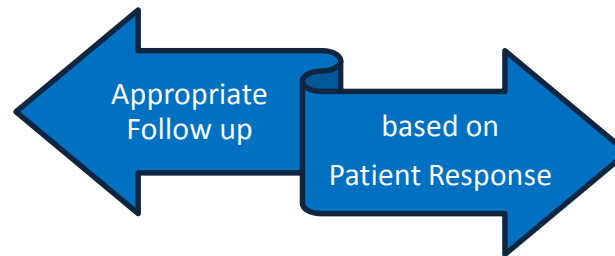 Appropriate
Follow up
based on
Patient Response